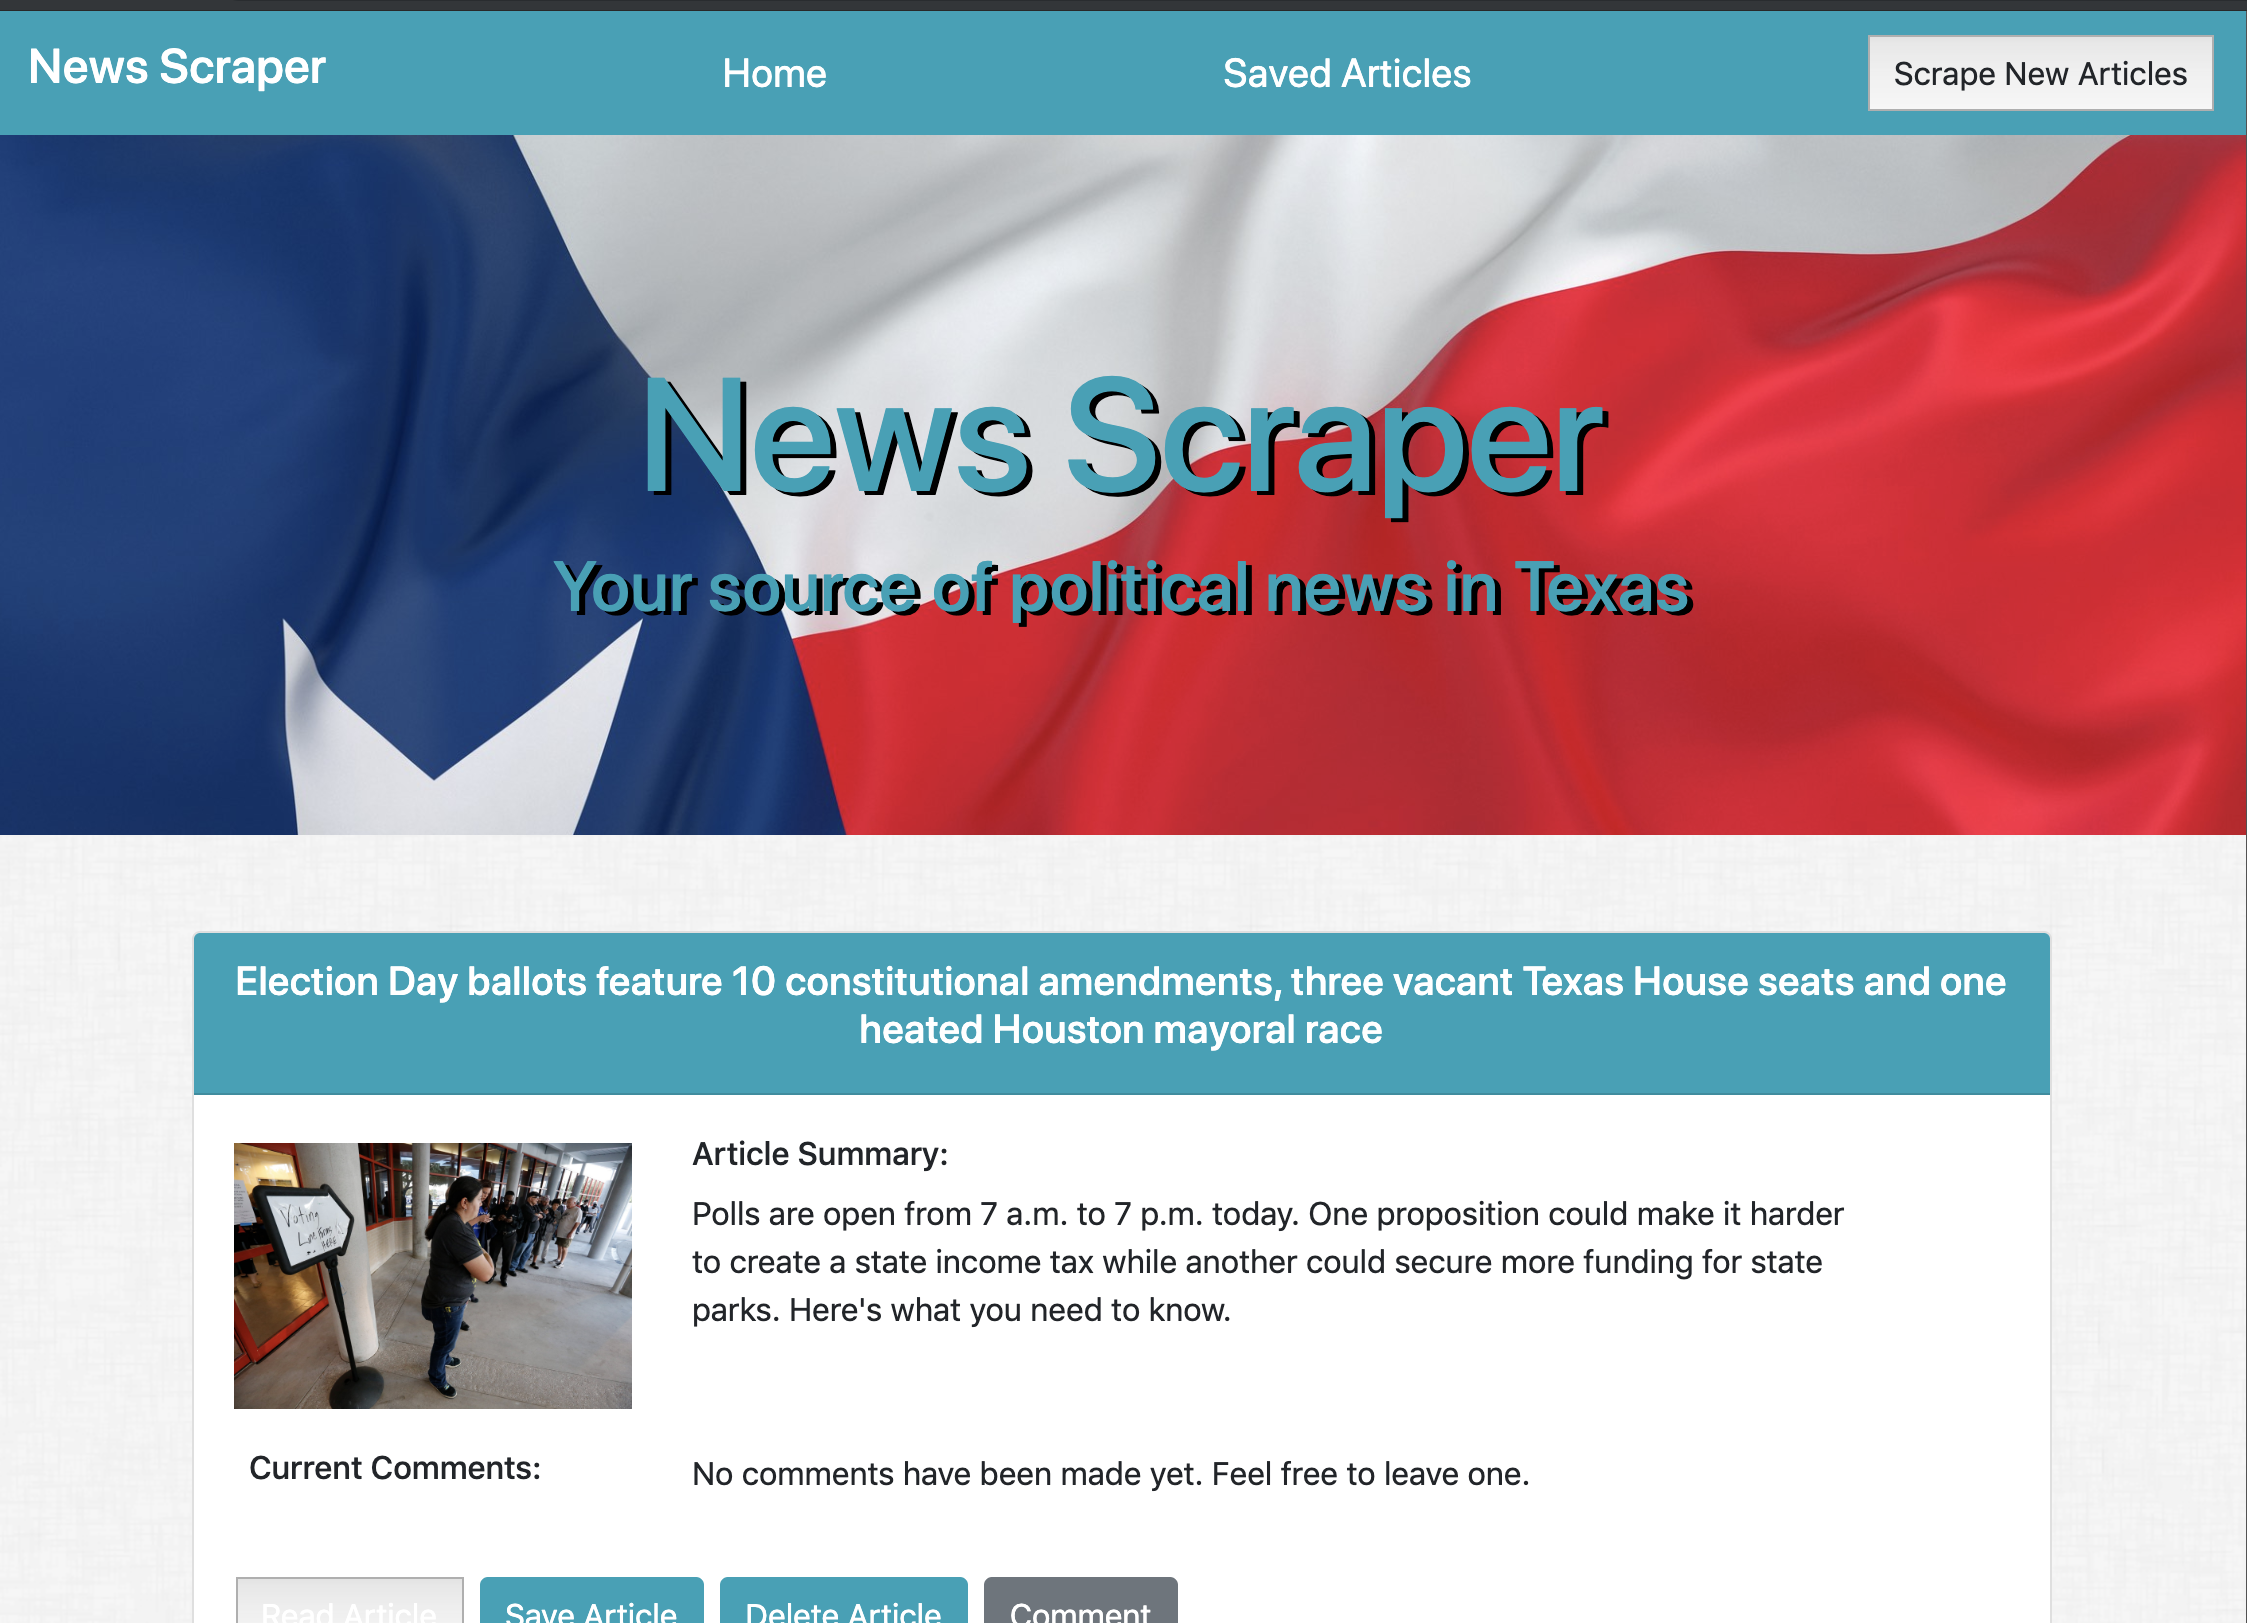 News Scraper
Home
Saved Articles
Scrape New Articles
News Scraper
Your source of political news in Texas
Election Day ballots feature 10 constitutional amendments, three vacant Texas House seats and one
heated Houston mayoral race
Voting
Article Summary:
Polls are open from 7 a.m. to 7 p.m. today. One proposition could make it harder
to create a state income tax while another could secure more funding for state
parks. Here's what you need to know.
Current Comments:
No comments have been made yet. Feel free to leave one.
Read Article
Save Article
Delete Article
Comment